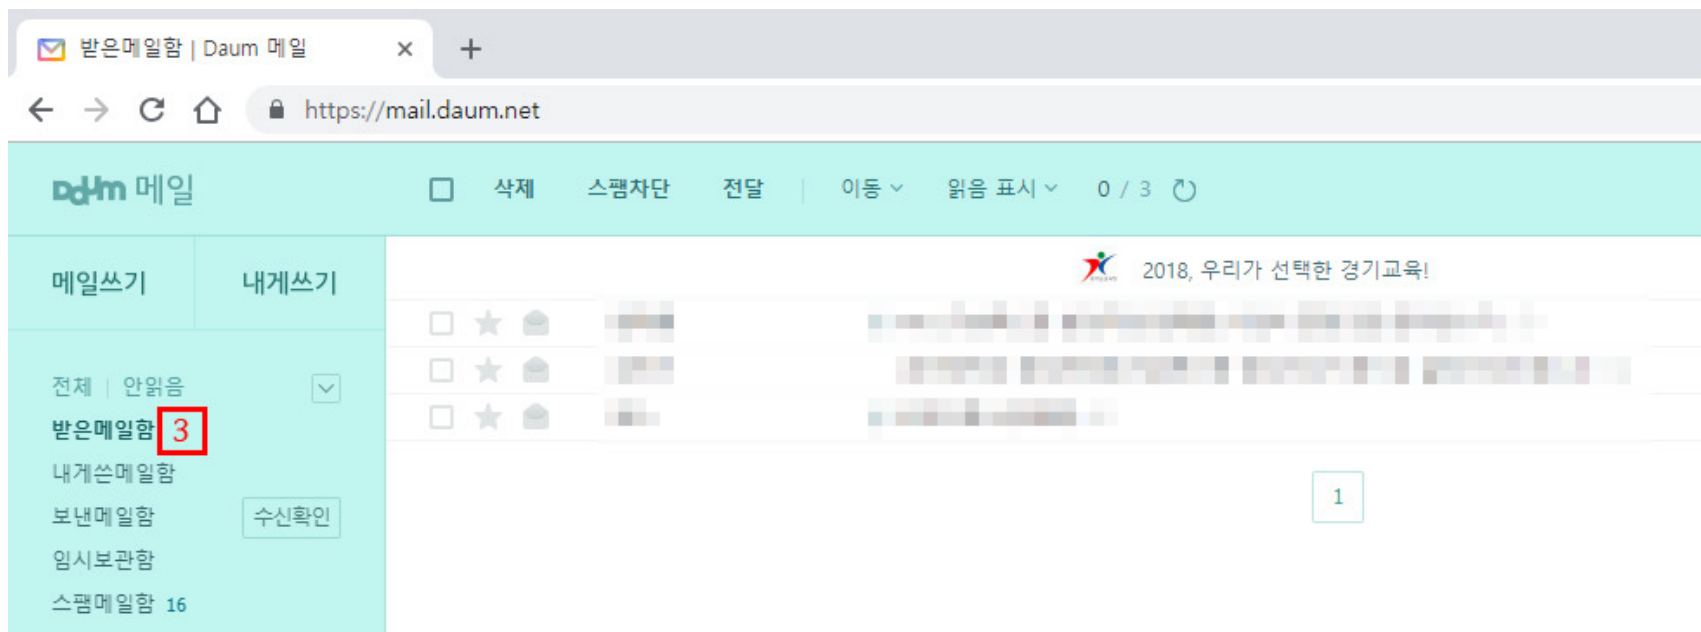 받은메일함 | Daum 메일
https://mail.daum.net
Daum 메일 삭제 스팸차단 전달 이동 읽음 표시 0 / 3
메일쓰기 내게쓰기
2018, 우리가 선택한 경기교육!
전체 | 안읽음
받은메일함 3
내게쓴메일함
보낸메일함 수신확인
임시보관함
스팸메일함 16
1